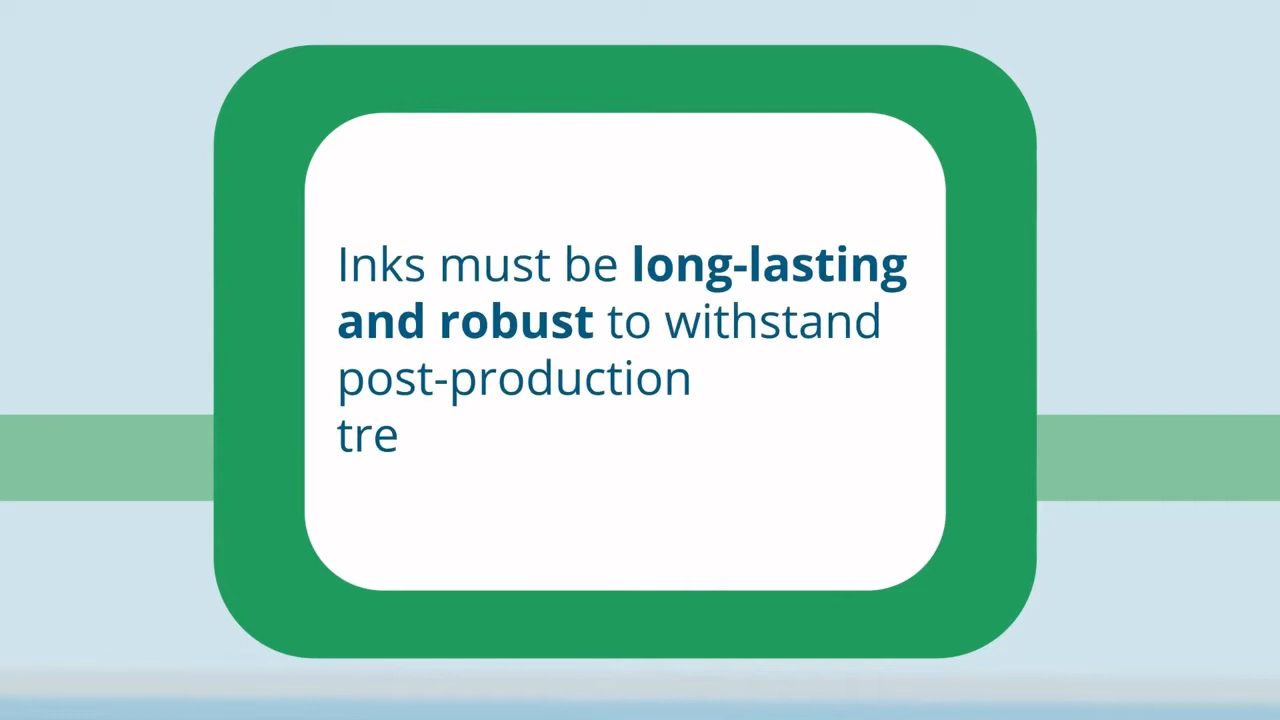 Inks must be long-lasting
and robust to withstand
post-production
tre